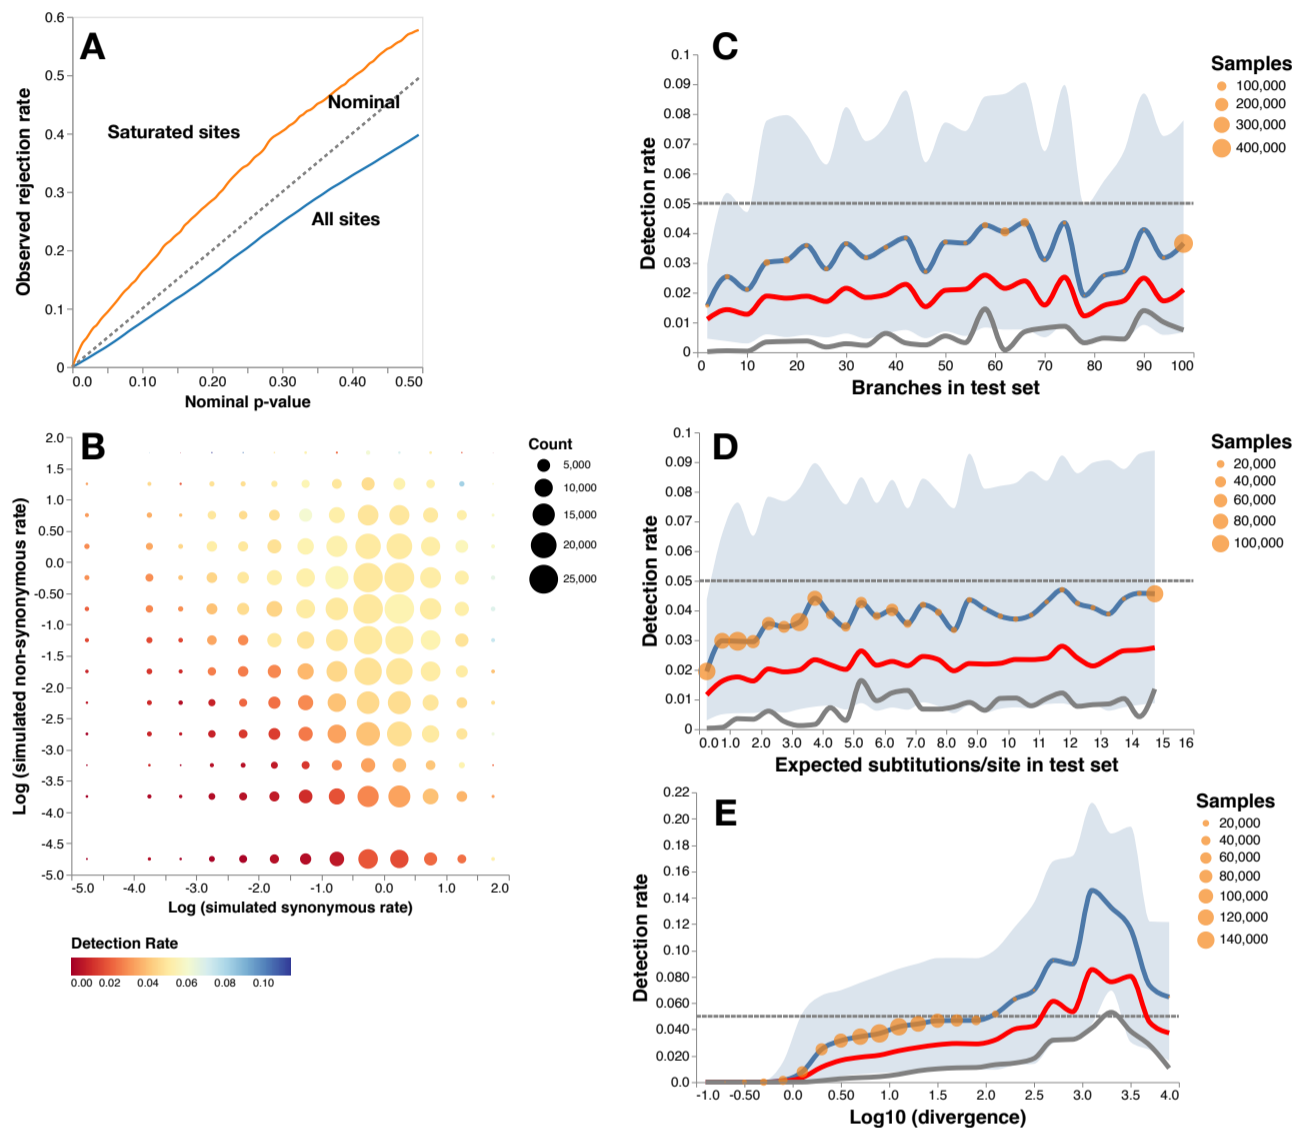 A
0.6
0.5
0.4
0.3
0.2
0.1
0
Observed rejection rate
Saturated sites
Nominal
All sites
0.0 0.10 0.20 0.30 0.40 0.50
Nominal p-value
B
2.0
1.5
1.0
0.50
0.0
-0.50
-1.0
-1.5
-2.0
-2.5
-3.0
-3.5
-4.0
-4.5
-5.0
Log (simulated non-synonymous rate)
-5.0 -4.0 -3.0 -2.0 -1.0 0.0 1.0 2.0
Log (simulated synonymous rate)
Count
5,000
10,000
15,000
20,000
25,000
Detection Rate
0.00 0.02 0.04 0.06 0.08 0.10
C
0.1
0.09
0.08
0.07
0.06
0.05
0.04
0.03
0.02
0.01
0
Detection rate
0 10 20 30 40 50 60 70 80 90 100
Branches in test set
Samples
100,000
200,000
300,000
400,000
D
0.1
0.09
0.08
0.07
0.06
0.05
0.04
0.03
0.02
0.01
0
Detection rate
0.0 1.0 2.0 3.0 4.0 5.0 6.0 7.0 8.0 9.0 10 11 12 13 14 15 16
Expected subtitutions/site in test set
Samples
20,000
40,000
60,000
80,000
100,000
E
0.22
0.20
0.18
0.16
0.14
0.12
0.10
0.080
0.060
0.040
0.020
0.0
Detection rate
-1.0 -0.50 0.0 0.50 1.0 1.5 2.0 2.5 3.0 3.5 4.0
Log10 (divergence)
Samples
20,000
40,000
60,000
80,000
100,000
120,000
140,000